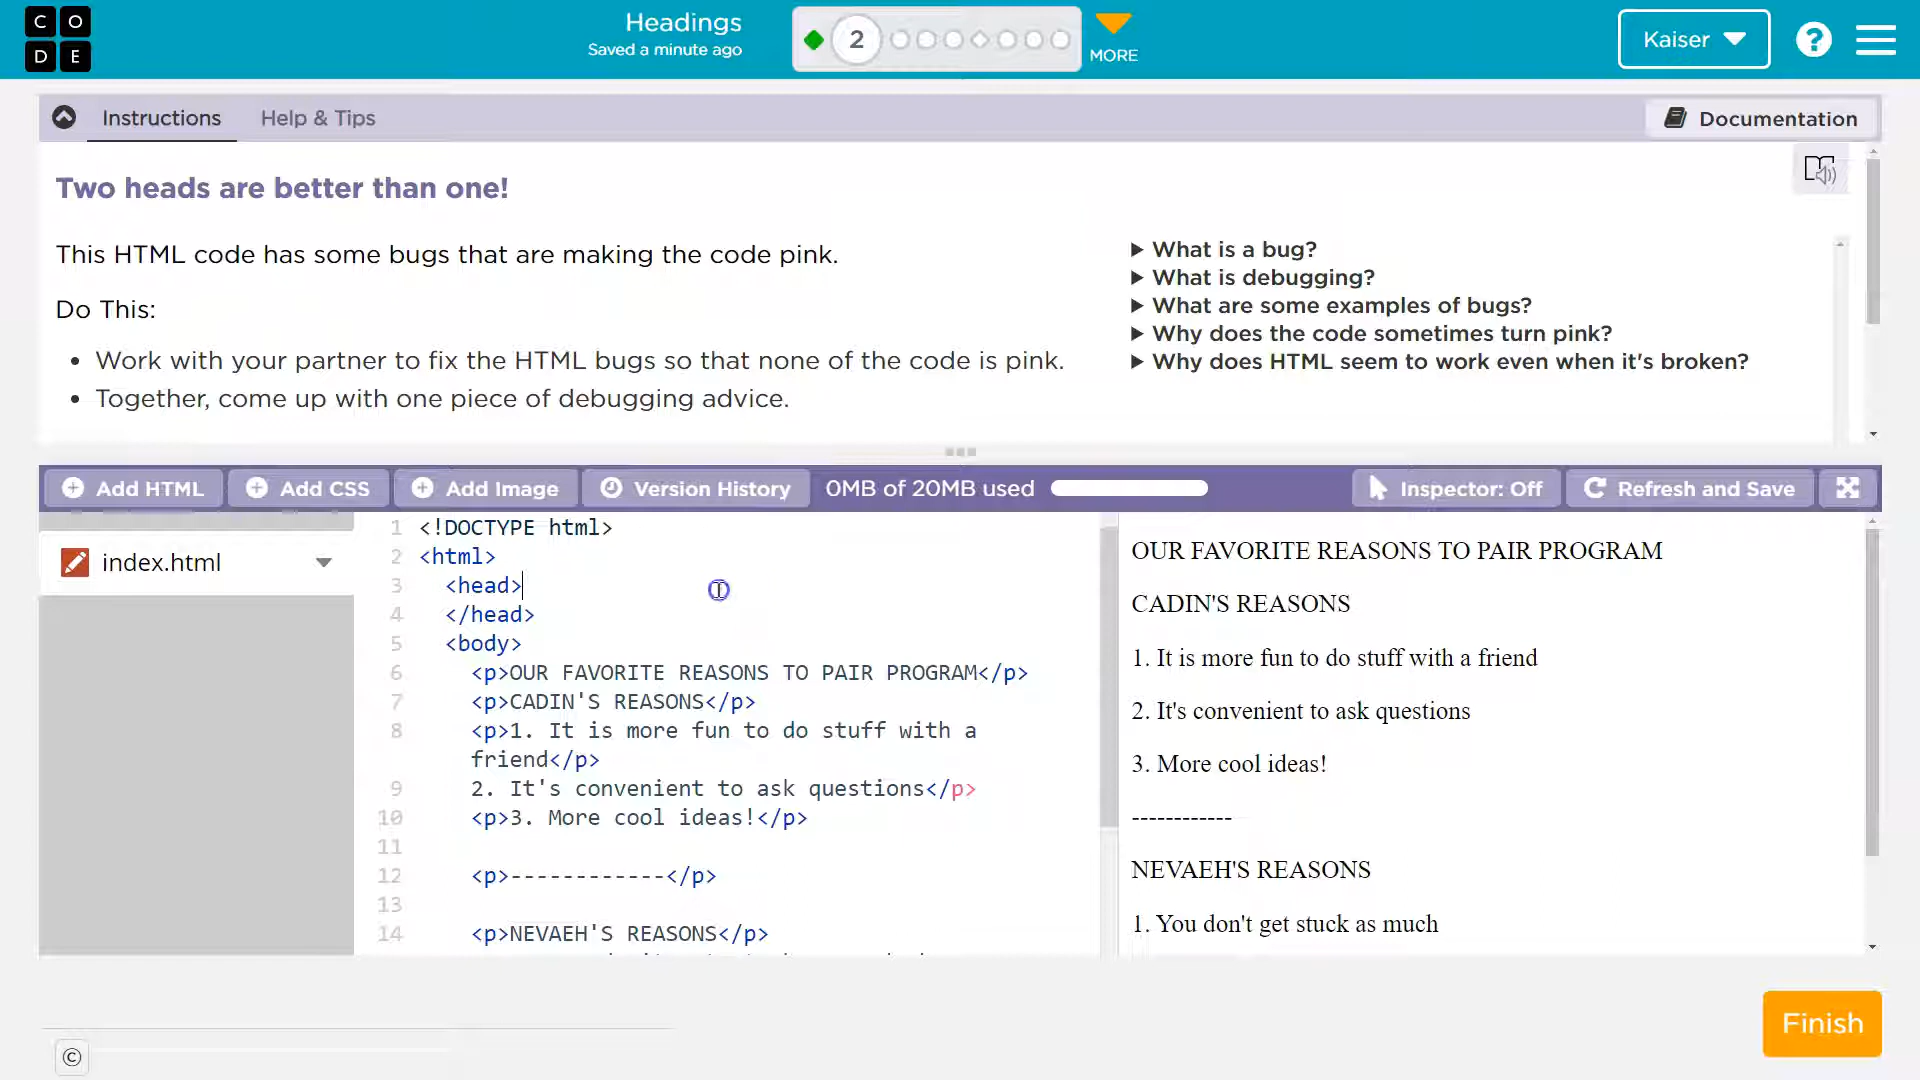 C O
D E
Headings
Saved a minute ago
2
MORE
Kaiser
?
Instructions
Help & Tips
Documentation
Two heads are better than one!
This HTML code has some bugs that are making the code pink.
Do This:
• Work with your partner to fix the HTML bugs so that none of the code is pink.
• Together, come up with one piece of debugging advice.
What is a bug?
What is debugging?
What are some examples of bugs?
Why does the code sometimes turn pink?
Why does HTML seem to work even when it's broken?
Add HTML
Add CSS
Add Image
Version History
0MB of 20MB used
Inspector: Off
Refresh and Save
index.html
1 <!DOCTYPE html>
2 <html>
3 <head>
4 </head>
5 <body>
6 <p>OUR FAVORITE REASONS TO PAIR PROGRAM</p>
7 <p>CADIN'S REASONS</p>
8 <p>1. It is more fun to do stuff with a
friend</p>
9 2. It's convenient to ask questions</p>
10 <p>3. More cool ideas!</p>
11
12 <p>------------</p>
13
14 <p>NEVAEH'S REASONS</p>
OUR FAVORITE REASONS TO PAIR PROGRAM
CADIN'S REASONS
1. It is more fun to do stuff with a friend
2. It's convenient to ask questions
3. More cool ideas!
------------
NEVAEH'S REASONS
1. You don't get stuck as much
Finish
©